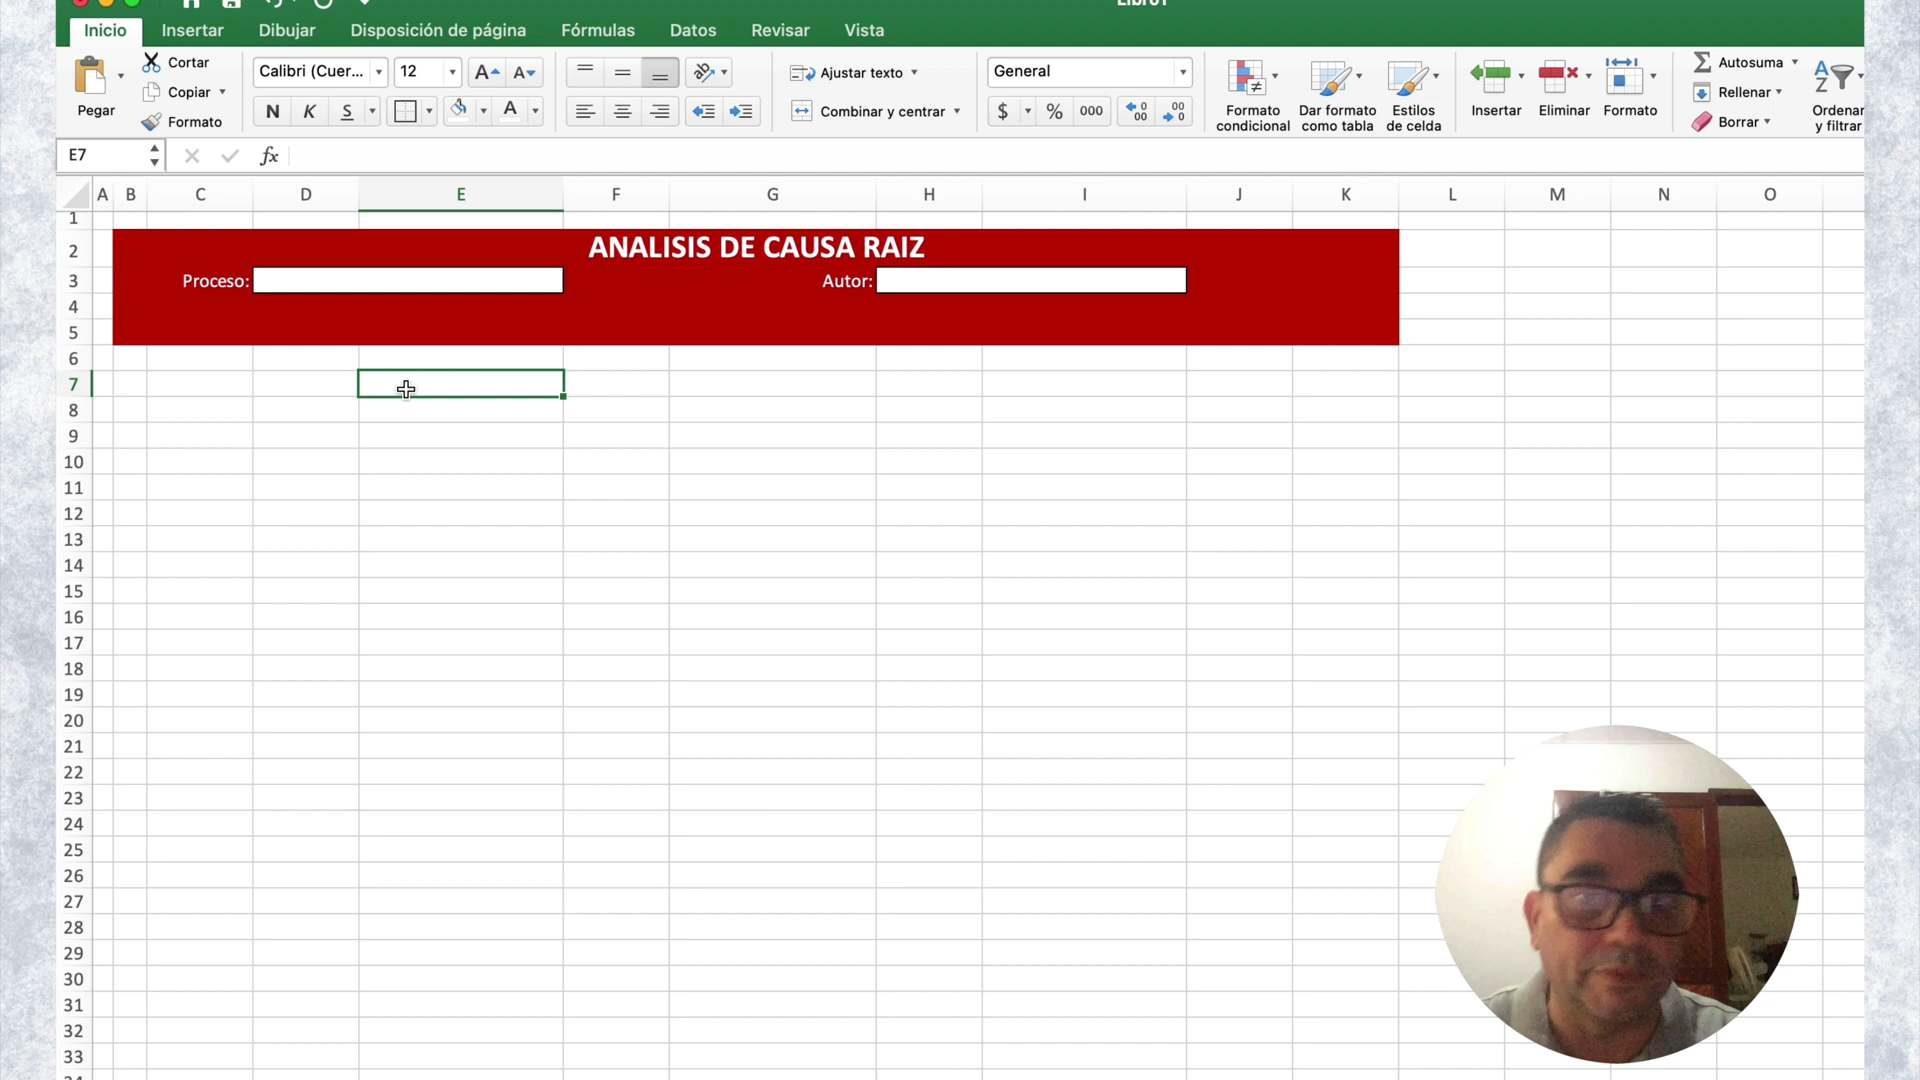 Libro1
Inicio Insertar Dibujar Disposición de página Fórmulas Datos Revisar Vista
Pegar
Cortar
Copiar
Formato
Calibri (Cuer... 12
N K S A
Ajustar texto
Combinar y centrar
General
$ % 000
Formato condicional
Dar formato como tabla
Estilos de celda
Insertar Eliminar Formato
Autosuma
Rellenar
Borrar
Ordenar y filtrar
E7 fx
A B C D E F G H I J K L M N O
1
2 ANALISIS DE CAUSA RAIZ
3 Proceso: Autor:
4
5
6
7
8
9
10
11
12
13
14
15
16
17
18
19
20
21
22
23
24
25
26
27
28
29
30
31
32
33